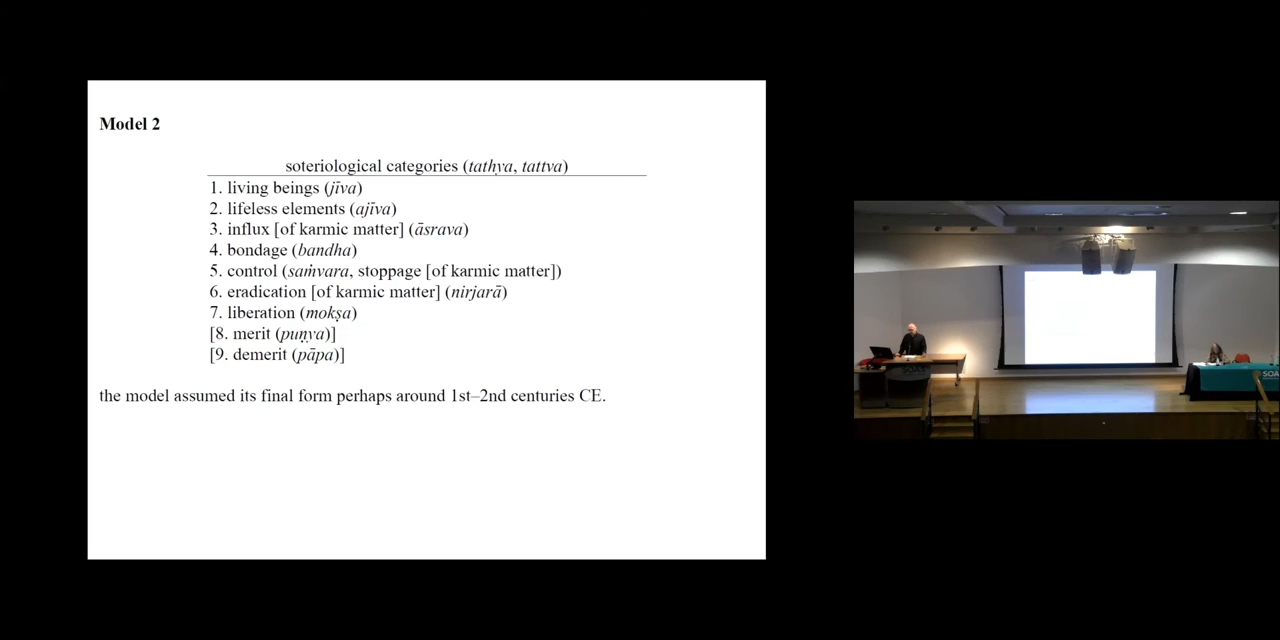 Model 2
soteriological categories (tathya, tattva)
1. living beings (jīva)
2. lifeless elements (ajīva)
3. influx [of karmic matter] (āsrava)
4. bondage (bandha)
5. control (saṁvara, stoppage [of karmic matter])
6. eradication [of karmic matter] (nirjarā)
7. liberation (mokṣa)
[8. merit (puṇya)]
[9. demerit (pāpa)]
the model assumed its final form perhaps around 1st–2nd centuries CE.